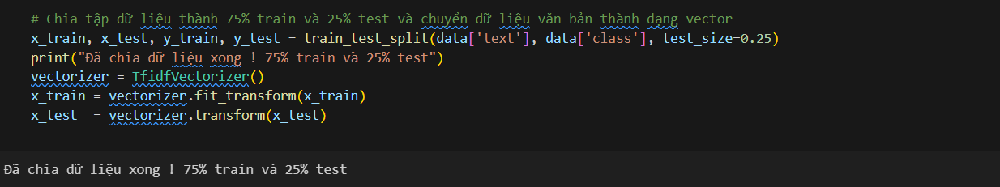 # Chia tập dữ liệu thành 75% train và 25% test và chuyển dữ liệu văn bản thành dạng vector
x_train, x_test, y_train, y_test = train_test_split(data['text'], data['class'], test_size=0.25)
print("Đã chia dữ liệu xong ! 75% train và 25% test")
vectorizer = TfidfVectorizer()
x_train = vectorizer.fit_transform(x_train)
x_test  = vectorizer.transform(x_test)
Đã chia dữ liệu xong ! 75% train và 25% test